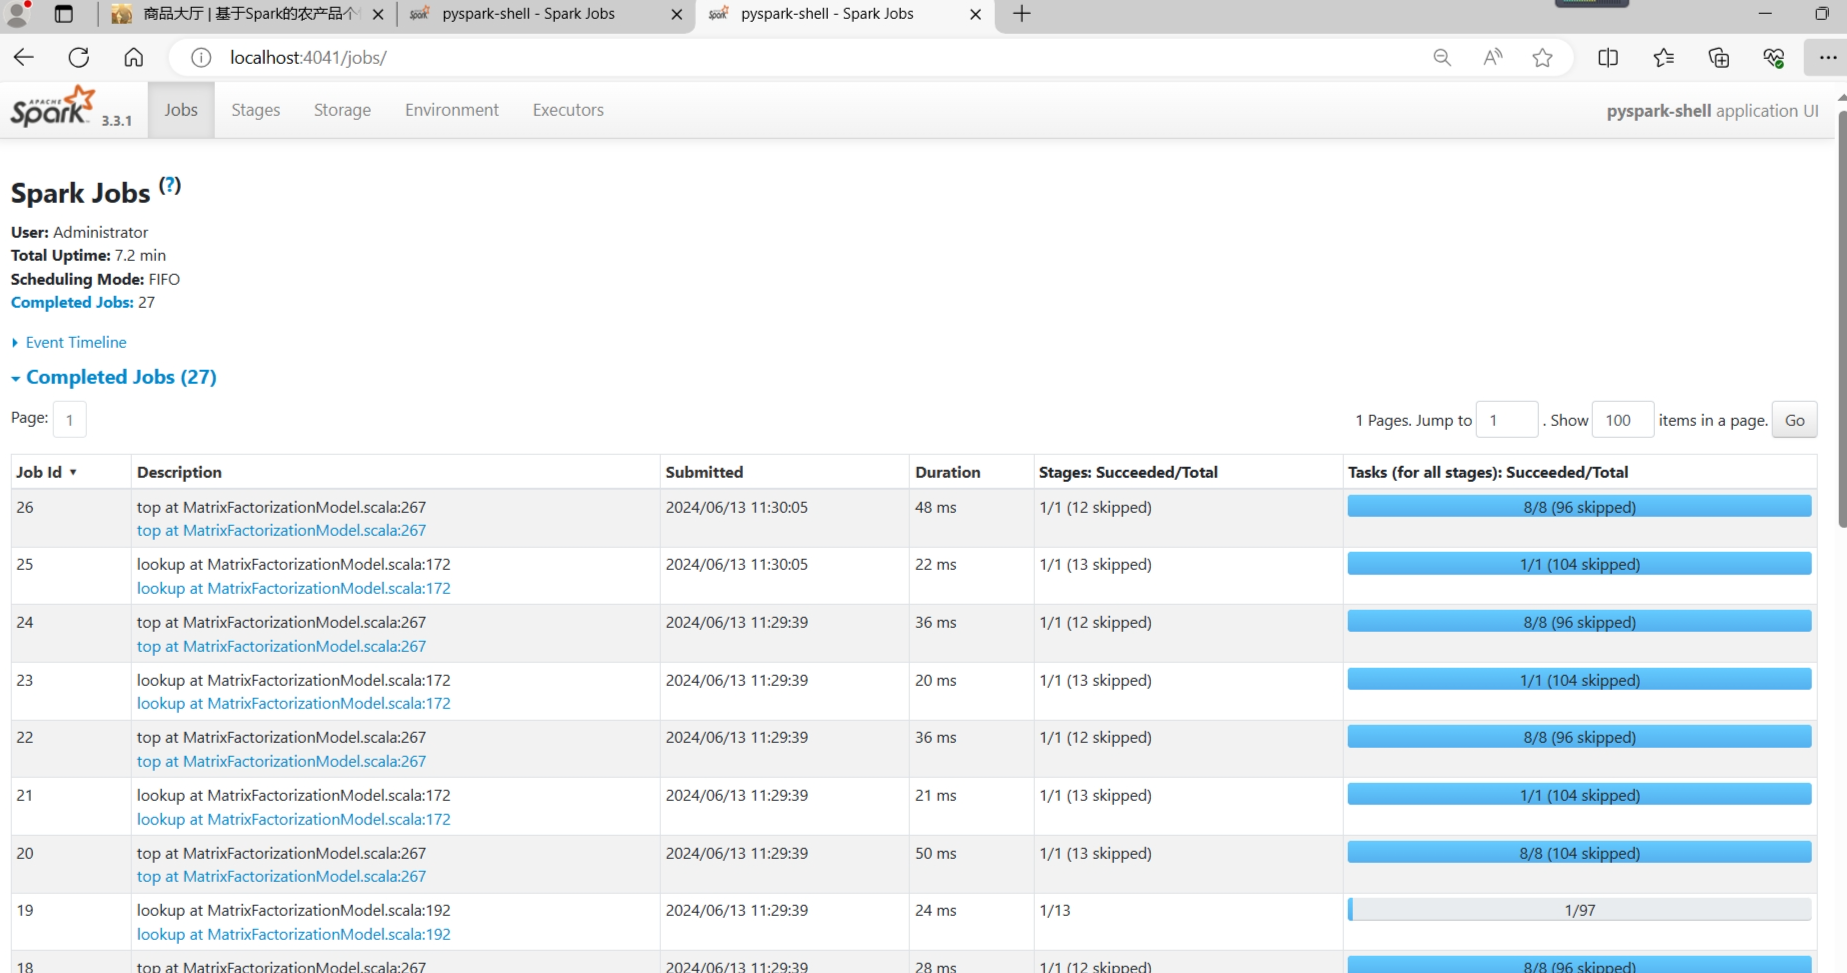 商品大厅 | 基于Spark的农产品个
pyspark-shell - Spark Jobs
pyspark-shell - Spark Jobs
localhost:4041/jobs/
APACHE Spark 3.3.1
Jobs
Stages
Storage
Environment
Executors
pyspark-shell application UI
Spark Jobs (?)
User: Administrator
Total Uptime: 7.2 min
Scheduling Mode: FIFO
Completed Jobs: 27
Event Timeline
Completed Jobs (27)
Page: 1
1 Pages. Jump to 1 . Show 100 items in a page. Go
Job Id ▾ Description Submitted Duration Stages: Succeeded/Total Tasks (for all stages): Succeeded/Total
26 top at MatrixFactorizationModel.scala:267 2024/06/13 11:30:05 48 ms 1/1 (12 skipped) 8/8 (96 skipped)
top at MatrixFactorizationModel.scala:267
25 lookup at MatrixFactorizationModel.scala:172 2024/06/13 11:30:05 22 ms 1/1 (13 skipped) 1/1 (104 skipped)
lookup at MatrixFactorizationModel.scala:172
24 top at MatrixFactorizationModel.scala:267 2024/06/13 11:29:39 36 ms 1/1 (12 skipped) 8/8 (96 skipped)
top at MatrixFactorizationModel.scala:267
23 lookup at MatrixFactorizationModel.scala:172 2024/06/13 11:29:39 20 ms 1/1 (13 skipped) 1/1 (104 skipped)
lookup at MatrixFactorizationModel.scala:172
22 top at MatrixFactorizationModel.scala:267 2024/06/13 11:29:39 36 ms 1/1 (12 skipped) 8/8 (96 skipped)
top at MatrixFactorizationModel.scala:267
21 lookup at MatrixFactorizationModel.scala:172 2024/06/13 11:29:39 21 ms 1/1 (13 skipped) 1/1 (104 skipped)
lookup at MatrixFactorizationModel.scala:172
20 top at MatrixFactorizationModel.scala:267 2024/06/13 11:29:39 50 ms 1/1 (13 skipped) 8/8 (104 skipped)
top at MatrixFactorizationModel.scala:267
19 lookup at MatrixFactorizationModel.scala:192 2024/06/13 11:29:39 24 ms 1/13 1/97
lookup at MatrixFactorizationModel.scala:192
18 top at MatrixFactorizationModel.scala:267 2024/06/13 11:29:39 28 ms 1/1 (12 skipped) 8/8 (96 skipped)